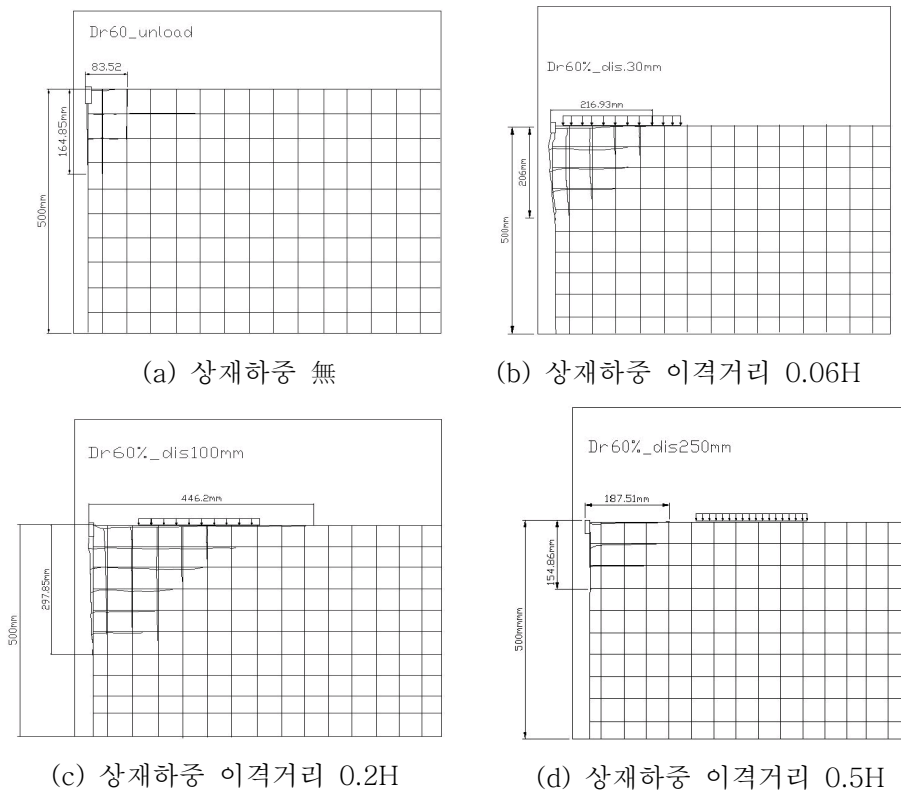 Dr60_unload
83.52
164.85mm
500mm
(a) 상재하중 無
Dr60%_dis.30mm
216.93mm
206mm
500mm
(b) 상재하중 이격거리 0.06H
Dr60%_dis100mm
446.2mm
297.85mm
500mm
(c) 상재하중 이격거리 0.2H
Dr60%_dis250mm
187.51mm
154.86mm
500mmmm
(d) 상재하중 이격거리 0.5H